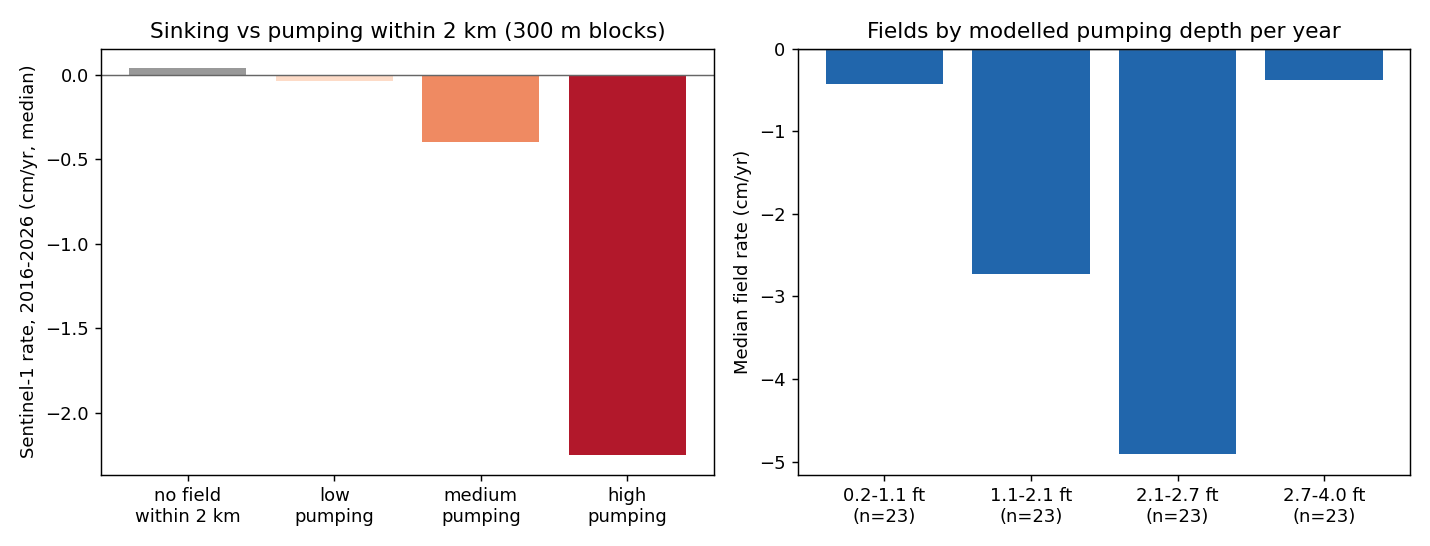 Sinking vs pumping within 2 km (300 m blocks)
Sentinel-1 rate, 2016-2026 (cm/yr, median)
0.0
−0.5
−1.0
−1.5
−2.0
no field
within 2 km
low
pumping
medium
pumping
high
pumping
Fields by modelled pumping depth per year
Median field rate (cm/yr)
0
−1
−2
−3
−4
−5
0.2-1.1 ft
(n=23)
1.1-2.1 ft
(n=23)
2.1-2.7 ft
(n=23)
2.7-4.0 ft
(n=23)